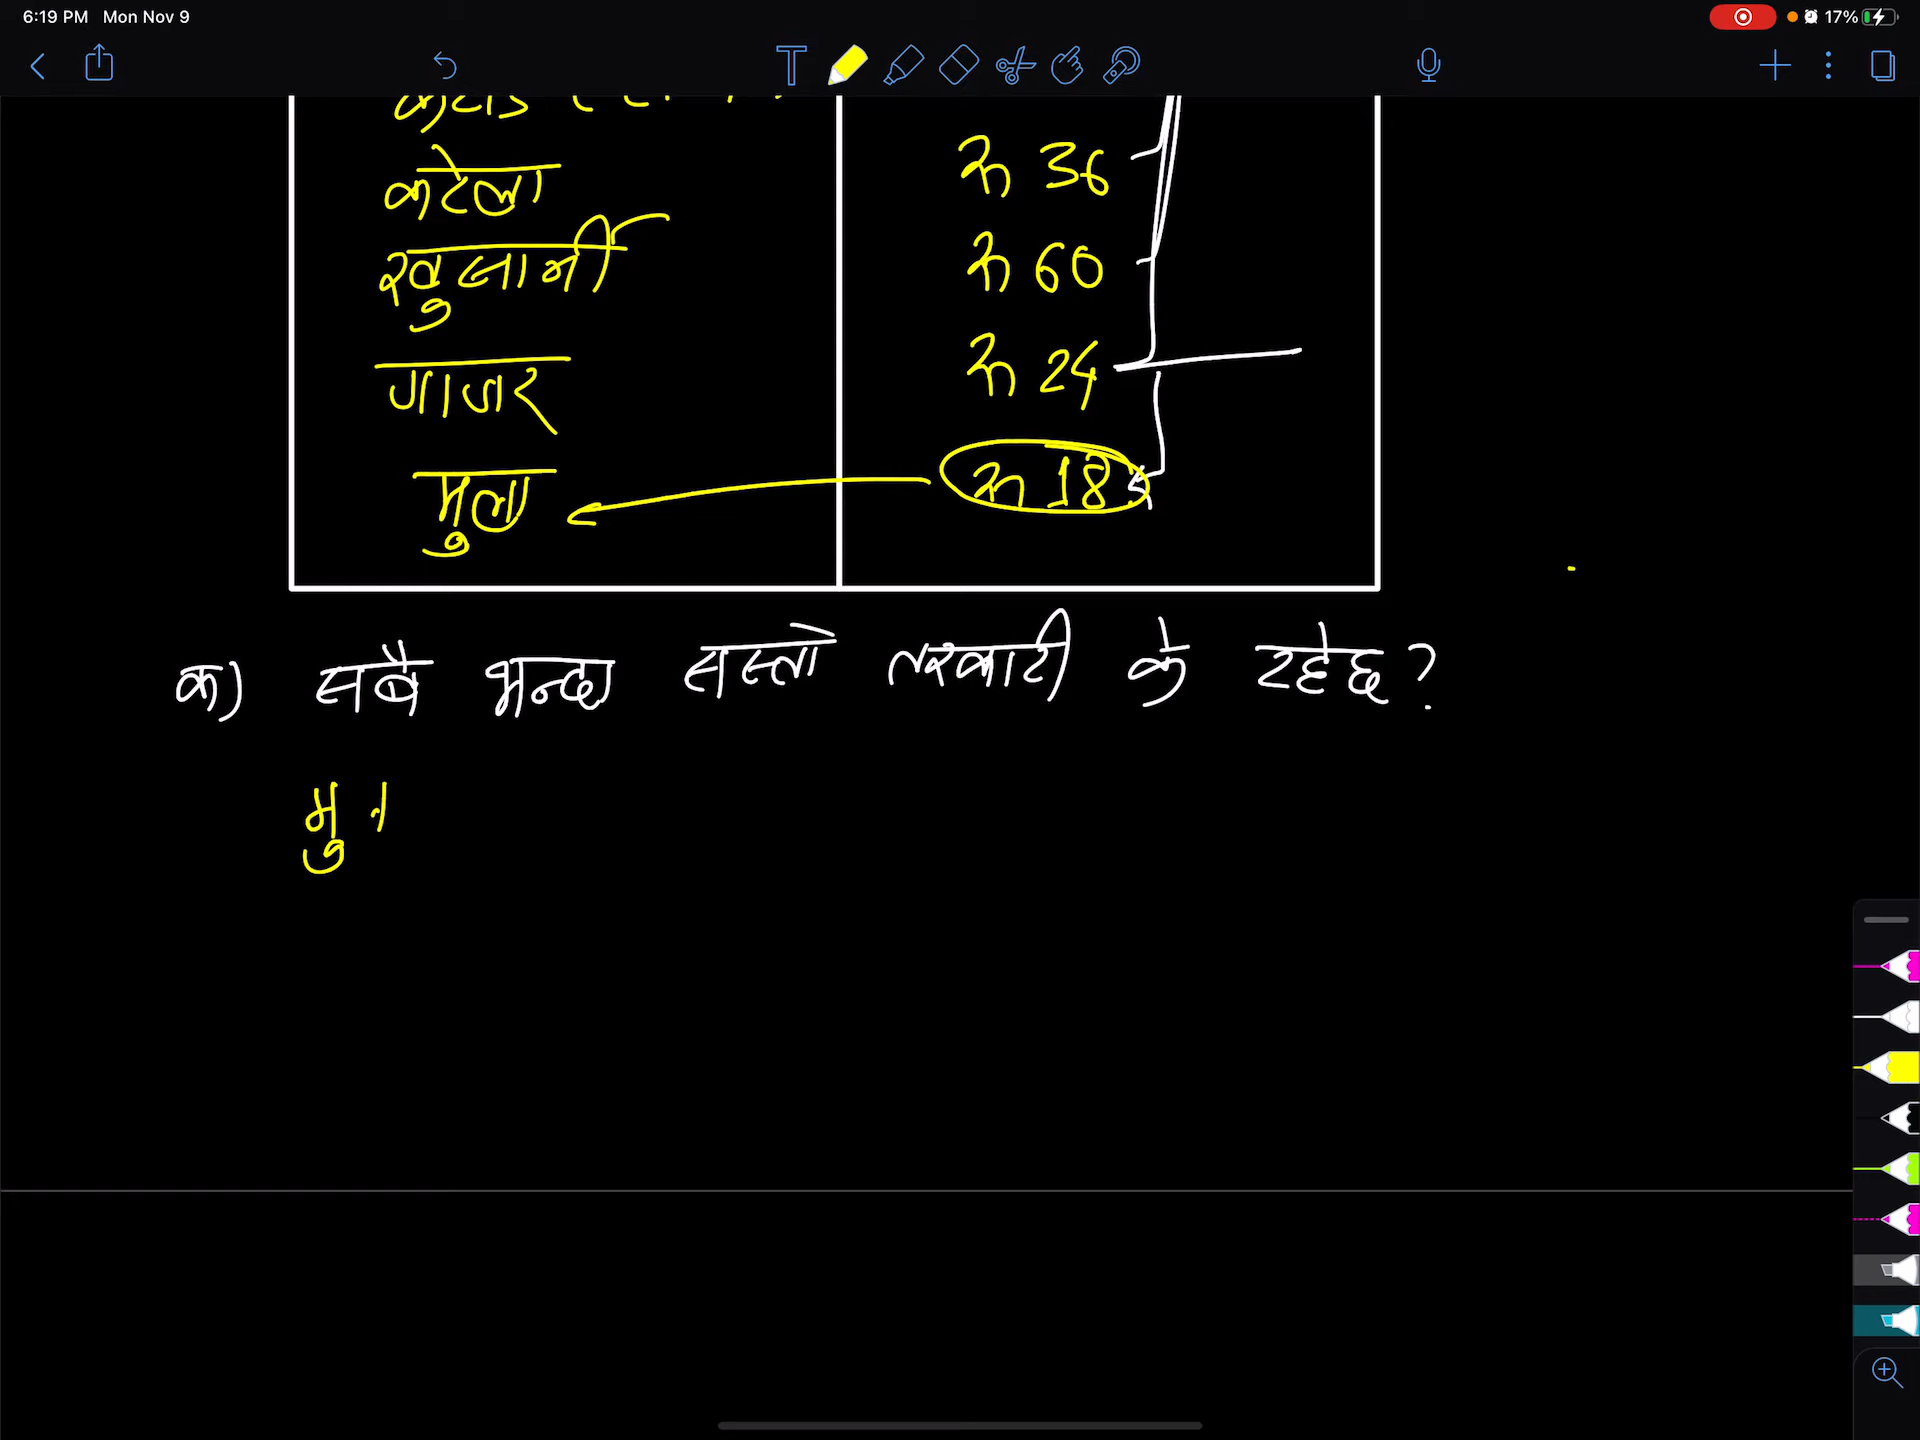 6:19 PM Mon Nov 9
17%
करेला रू 36
खुर्सानी रू 60
गाजर रू 24
मुला रू 18
क) सबै भन्दा सस्तो तरकारी के रहेछ?
मु